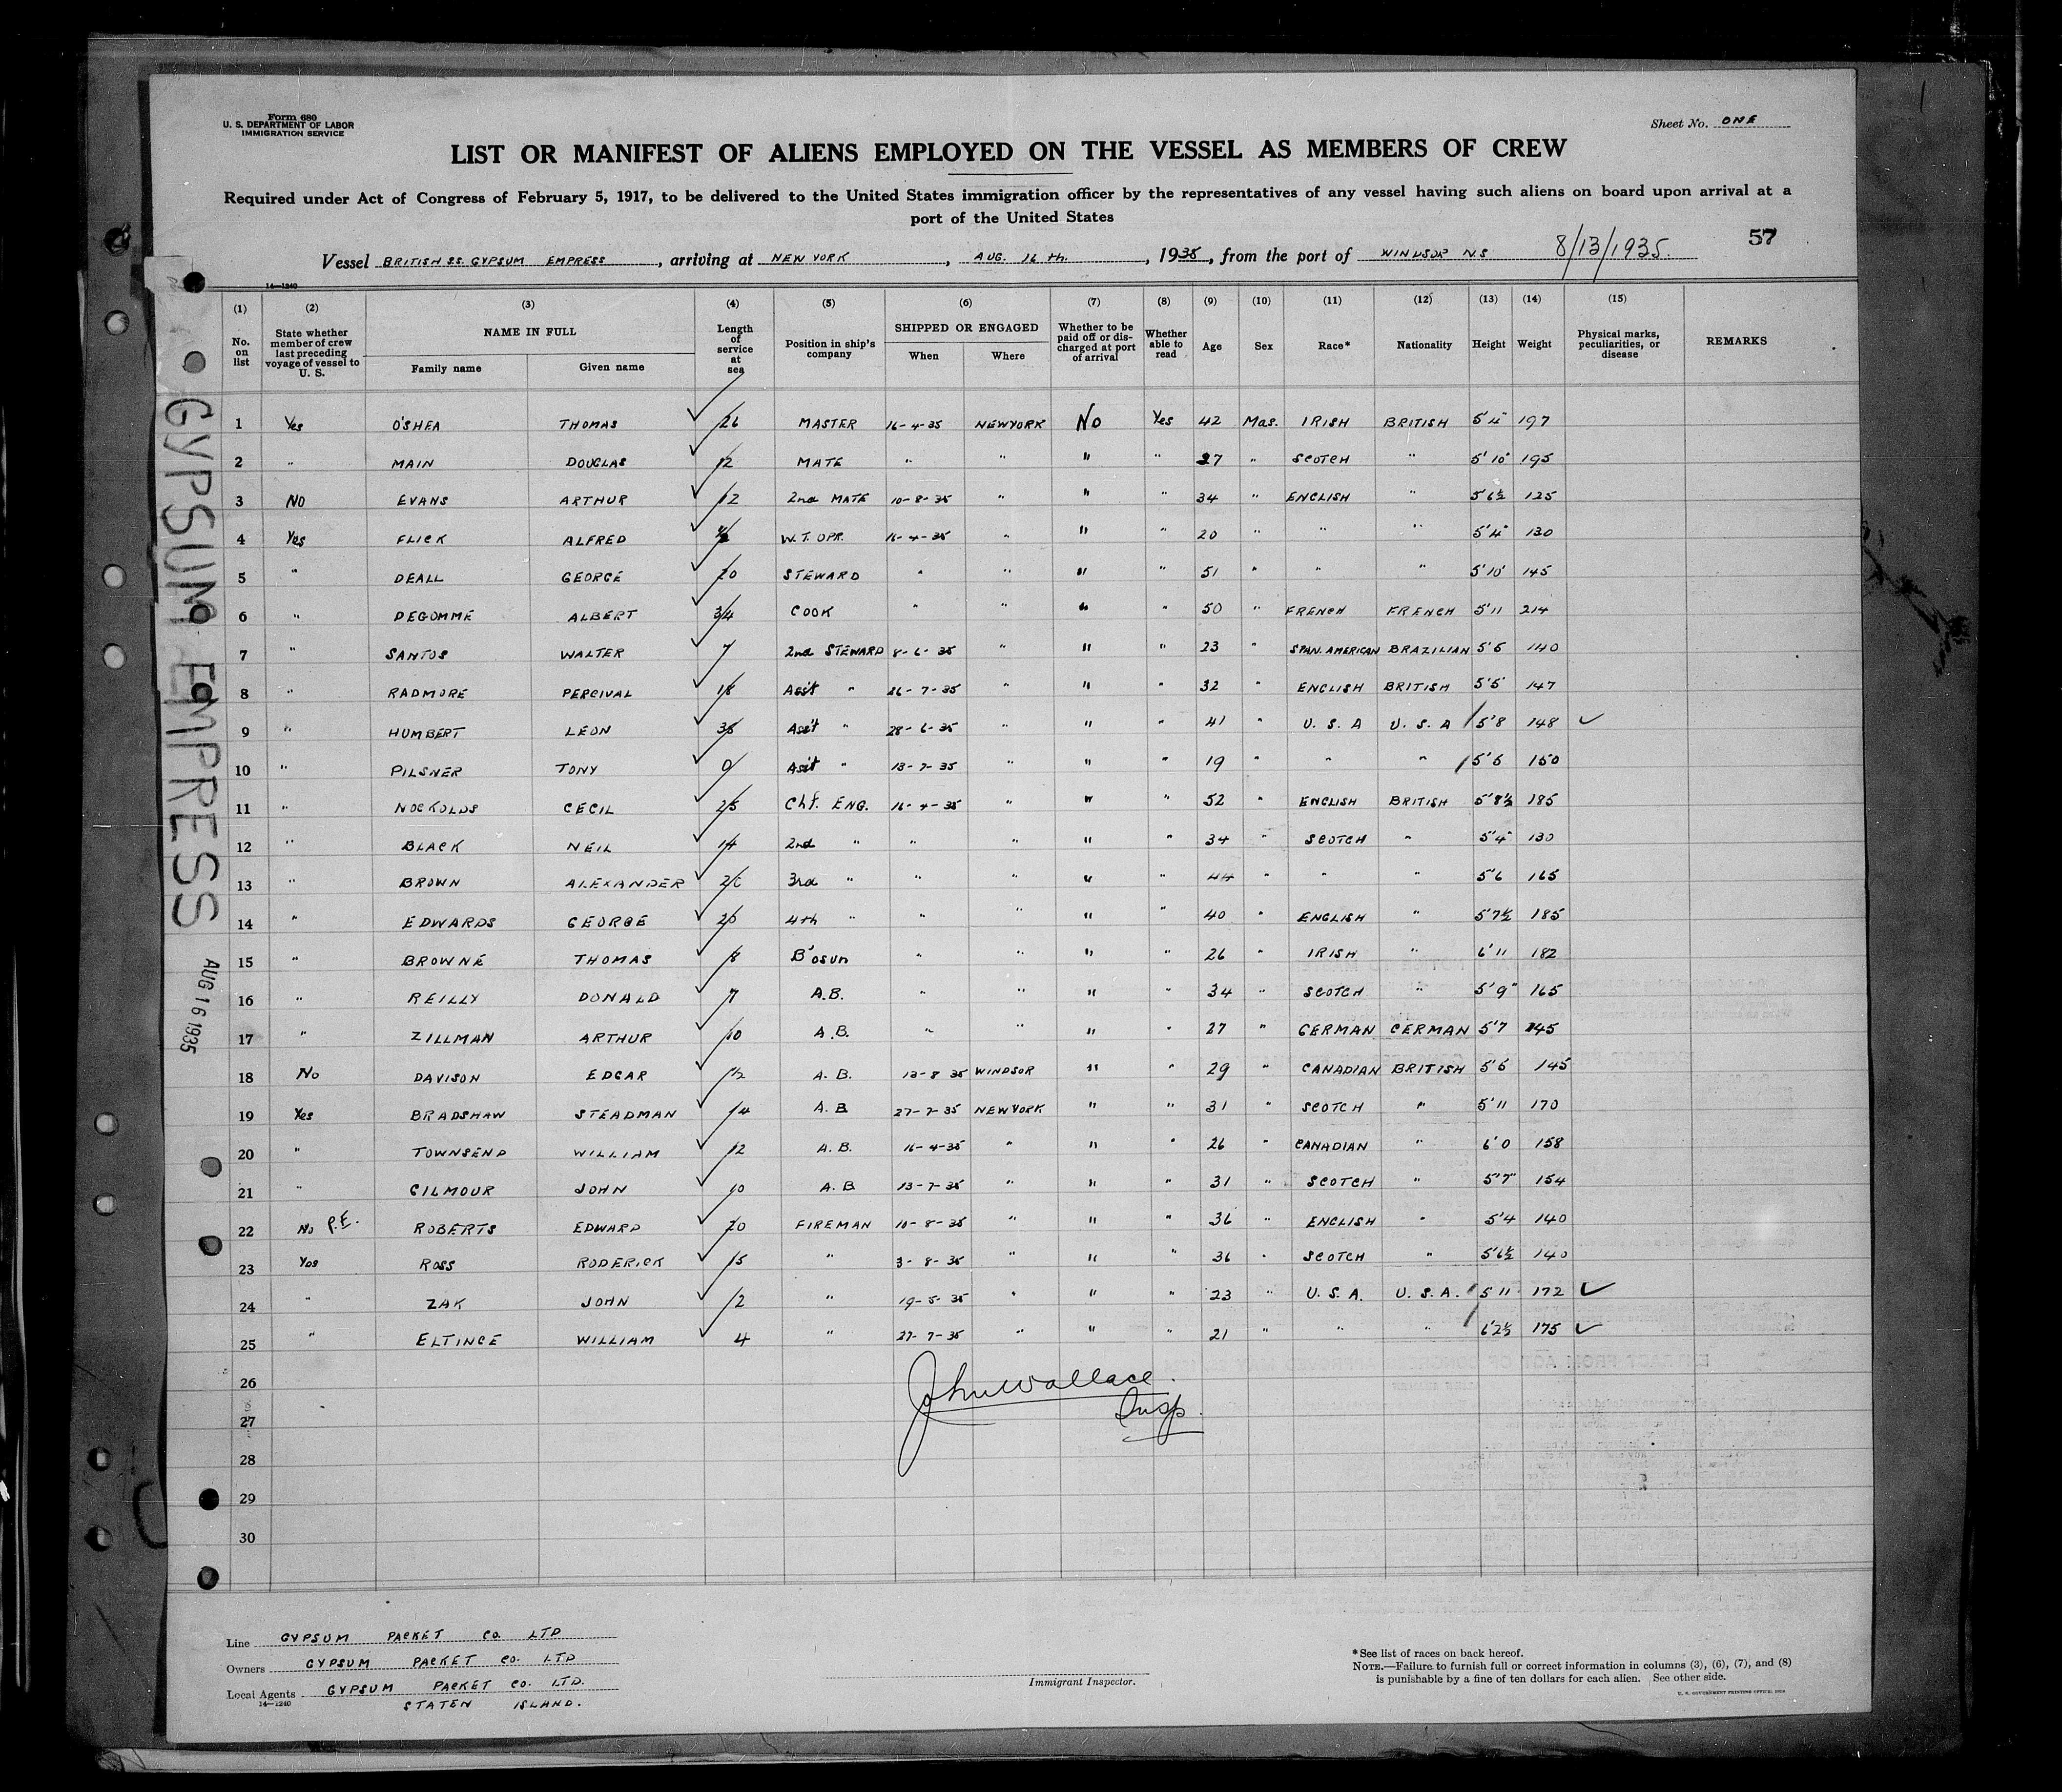 Form 680
U. S. DEPARTMENT OF LABOR
IMMIGRATION SERVICE
Sheet No. ONE
LIST OR MANIFEST OF ALIENS EMPLOYED ON THE VESSEL AS MEMBERS OF CREW
Required under Act of Congress of February 5, 1917, to be delivered to the United States immigration officer by the representatives of any vessel having such aliens on board upon arrival at a
port of the United States
57
Vessel BRITISH SS. GYPSUM EMPRESS, arriving at NEW YORK, AUG. 16 th., 1935, from the port of WINDSOR N.S 8/13/1935.
14—1240
(1) (2) (3) (4) (5) (6) (7) (8) (9) (10) (11) (12) (13) (14) (15)
No. on list State whether member of crew last preceding voyage of vessel to U. S. NAME IN FULL Family name Given name Length of service at sea Position in ship's company SHIPPED OR ENGAGED When Where Whether to be paid off or discharged at port of arrival Whether able to read Age Sex Race* Nationality Height Weight Physical marks, peculiarities, or disease REMARKS
1 Yes O'SHEA THOMAS 26 MASTER 16-4-35 NEWYORK No Yes 42 Mas. IRISH BRITISH 5'4" 197
2 " MAIN DOUGLAS 12 MATE " " " " 37 " SCOTCH " 5'10" 195
3 NO EVANS ARTHUR 12 2nd MATE 10-8-35 " " " 34 " ENGLISH " 5'6½ 125
4 Yes FLICK ALFRED W.T. OPR. 16-4-35 " " " 20 " " " 5'4" 130
5 " DEALL GEORGE 20 STEWARD " " " " 51 " " " 5'10" 145
6 " DEGOMME ALBERT 34 COOK " " " " 50 " FRENCH FRENCH 5'11 214
7 " SANTOS WALTER 7 2nd STEWARD 8-6-35 " " " 23 " SPAN. AMERICAN BRAZILIAN 5'5 140
8 " RADMORE PERCIVAL 18 Asst " 26-7-35 " " " 32 " ENGLISH BRITISH 5'5" 147
9 " HUMBERT LEON 35 Asst " 28-6-35 " " " 41 " U. S. A U. S. A 5'8 148 ✓
10 " PILSNER TONY 0 Asst " 13-7-35 " " " 19 " " " 5'5 150
11 " NOCKOLDS CECIL 25 Chf. ENG. 16-4-35 " " " 52 " ENGLISH BRITISH 5'8½ 185
12 " BLACK NEIL 14 2nd " " " " " 34 " SCOTCH " 5'4" 130
13 " BROWN ALEXANDER 3rd " " " " " 44 " " " 5'6 165
14 " EDWARDS GEORGE 20 4th " " " " " 40 " ENGLISH " 5'7½ 185
15 " BROWNE THOMAS 8 B'osun " " " " 26 " IRISH " 6'11 182
16 " REILLY DONALD 7 A.B. " " " " 34 " SCOTCH " 5'9" 165
17 " ZILLMAN ARTHUR 10 A.B. " " " " 27 " GERMAN GERMAN 5'7 145
18 No DAVISON EDGAR A. B. 13-8 35 WINDSOR " " 29 " CANADIAN BRITISH 5'5 145
19 Yes BRADSHAW STEADMAN 14 A. B 27-7-35 NEWYORK " " 31 " SCOTCH " 5'11 170
20 " TOWNSEND WILLIAM 12 A. B. 16-4-35 " " " 26 " CANADIAN " 6'0 158
21 " GILMOUR JOHN 10 A. B 13-7-35 " " " 31 " SCOTCH " 5'7" 154
22 No P.E. ROBERTS EDWARD 20 FIREMAN 10-8-35 " " " 36 " ENGLISH " 5'4 140
23 Yes ROSS RODERICK 15 " 3-8-35 " " " 36 " SCOTCH " 5'6½ 140
24 " ZAK JOHN 2 " 19-5-35 " " " 23 " U. S. A. U. S. A. 5 11 172 ✓
25 " ELTINGE WILLIAM 4 " 27-7-35 " " " 21 " " " 6'2½ 175 ✓
26
27
28
29
30
John Wallace.
Insp.
GYPSUM EMPRESS
AUG 16 1935
Line GYPSUM PACKET CO. LTD
Owners GYPSUM PACKET CO. LTD
Local Agents GYPSUM PACKET CO. LTD.
14—1240
STATEN ISLAND.
Immigrant Inspector.
*See list of races on back hereof.
NOTE.—Failure to furnish full or correct information in columns (3), (6), (7), and (8)
is punishable by a fine of ten dollars for each alien. See other side.
U. S. GOVERNMENT PRINTING OFFICE